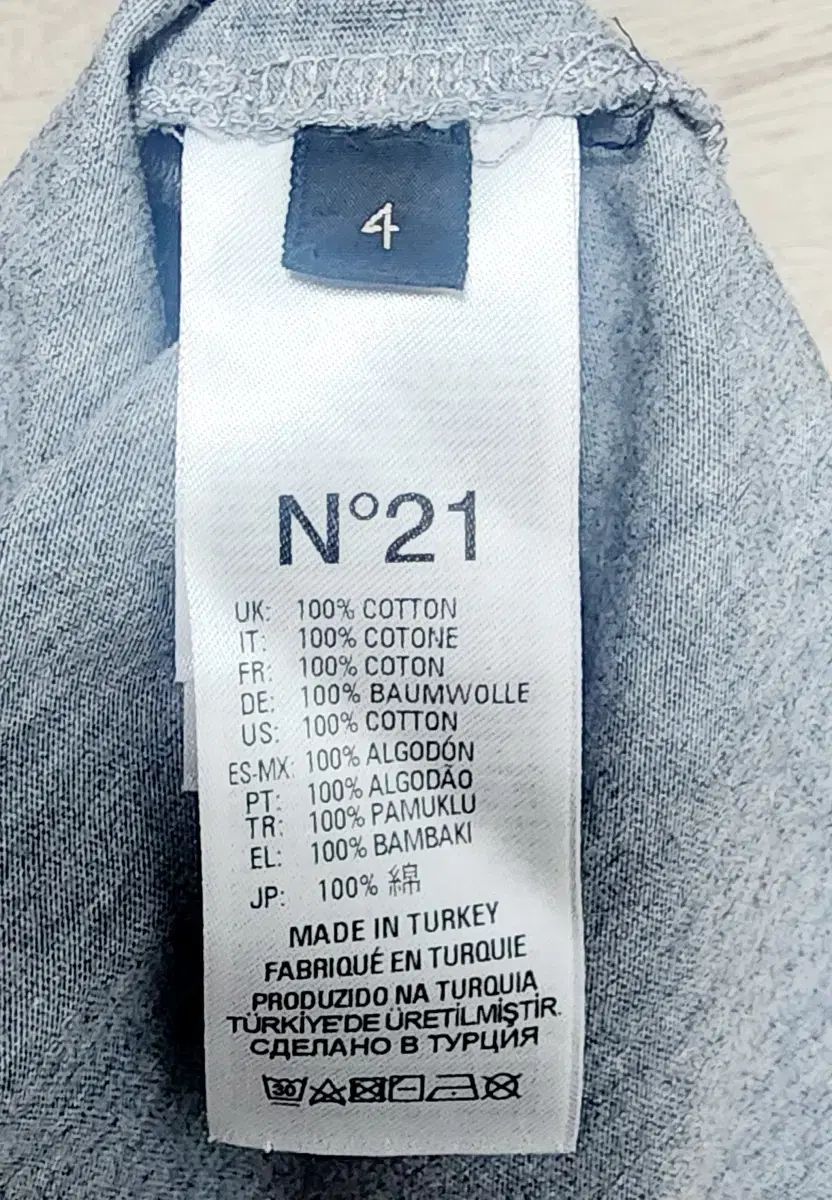 4
N°21
UK: 100% COTTON
IT: 100% COTONE
FR: 100% COTON
DE: 100% BAUMWOLLE
US: 100% COTTON
ES-MX: 100% ALGODÓN
PT: 100% ALGODÃO
TR: 100% PAMUKLU
EL: 100% BAMBAKI
JP: 100% 綿
MADE IN TURKEY
FABRIQUÉ EN TURQUIE
PRODUZIDO NA TURQUIA
TÜRKİYE'DE ÜRETİLMİŞTİR.
СДЕЛАНО В ТУРЦИЯ
30